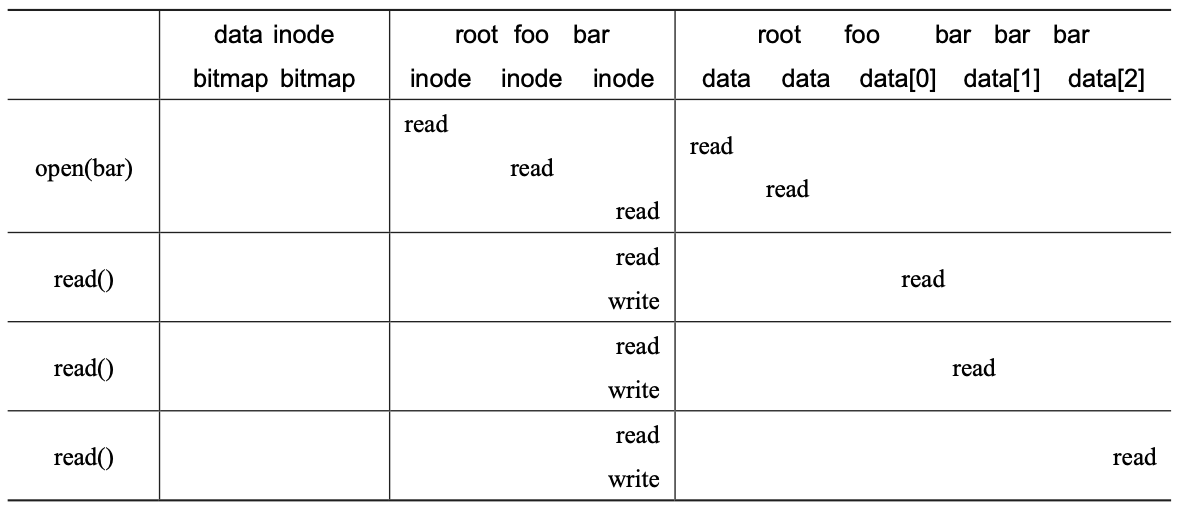 data inode root foo bar root foo bar bar bar
bitmap bitmap inode inode inode data data data[0] data[1] data[2]
read
read
open(bar) read
read
read
read
read() read
write
read
read() read
write
read
read() read
write